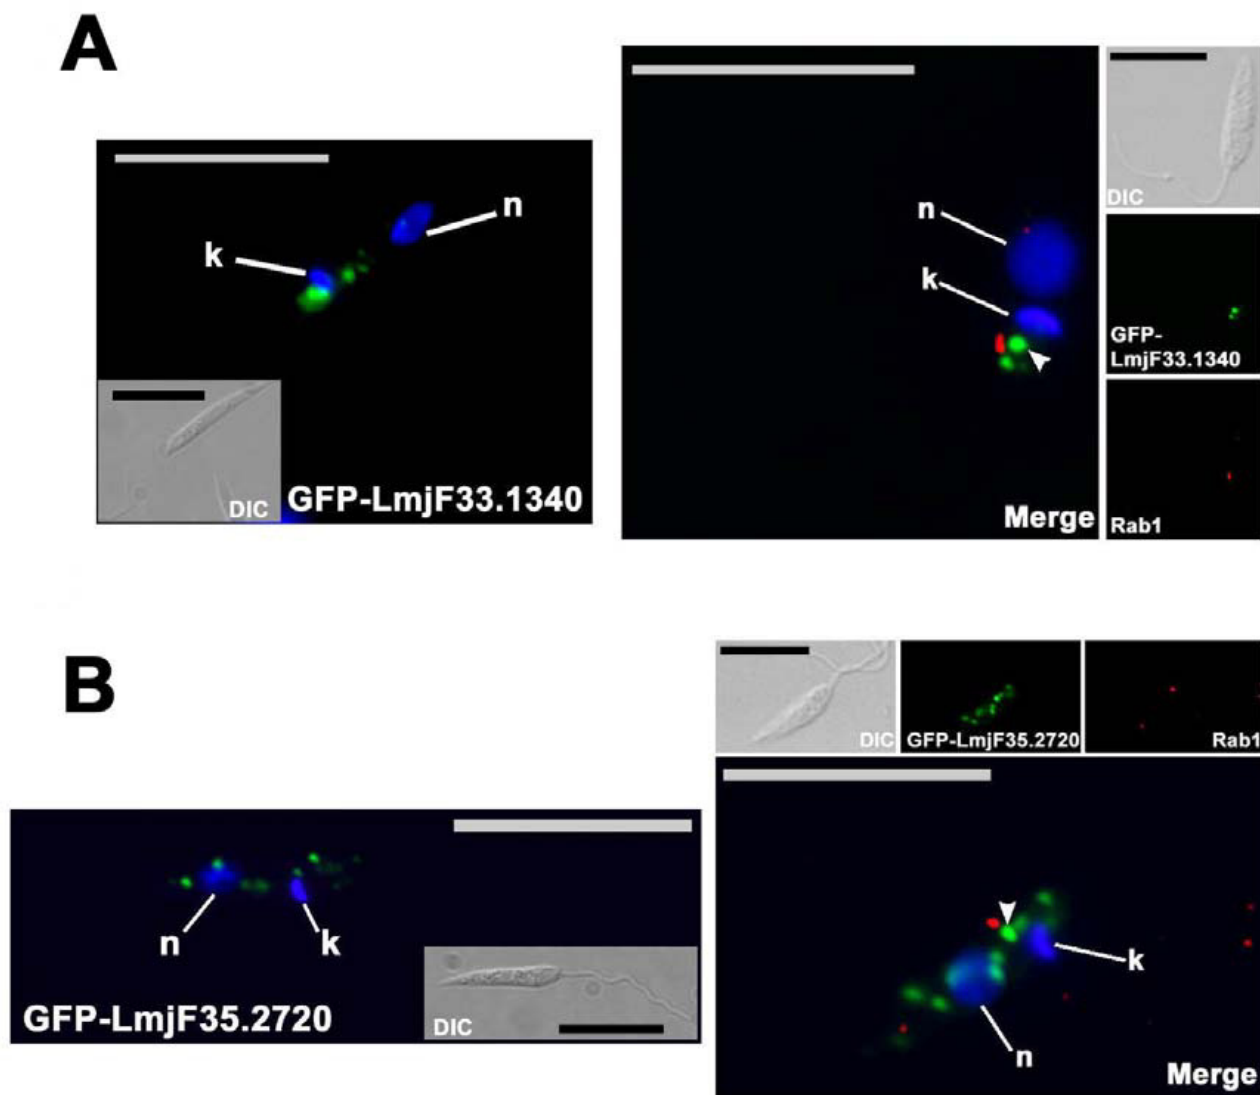 A
n
k
DIC
GFP-LmjF33.1340
n
k
Merge
DIC
GFP-
LmjF33.1340
Rab1
B
n
k
GFP-LmjF35.2720
DIC
DIC
GFP-LmjF35.2720
Rab1
k
n
Merge